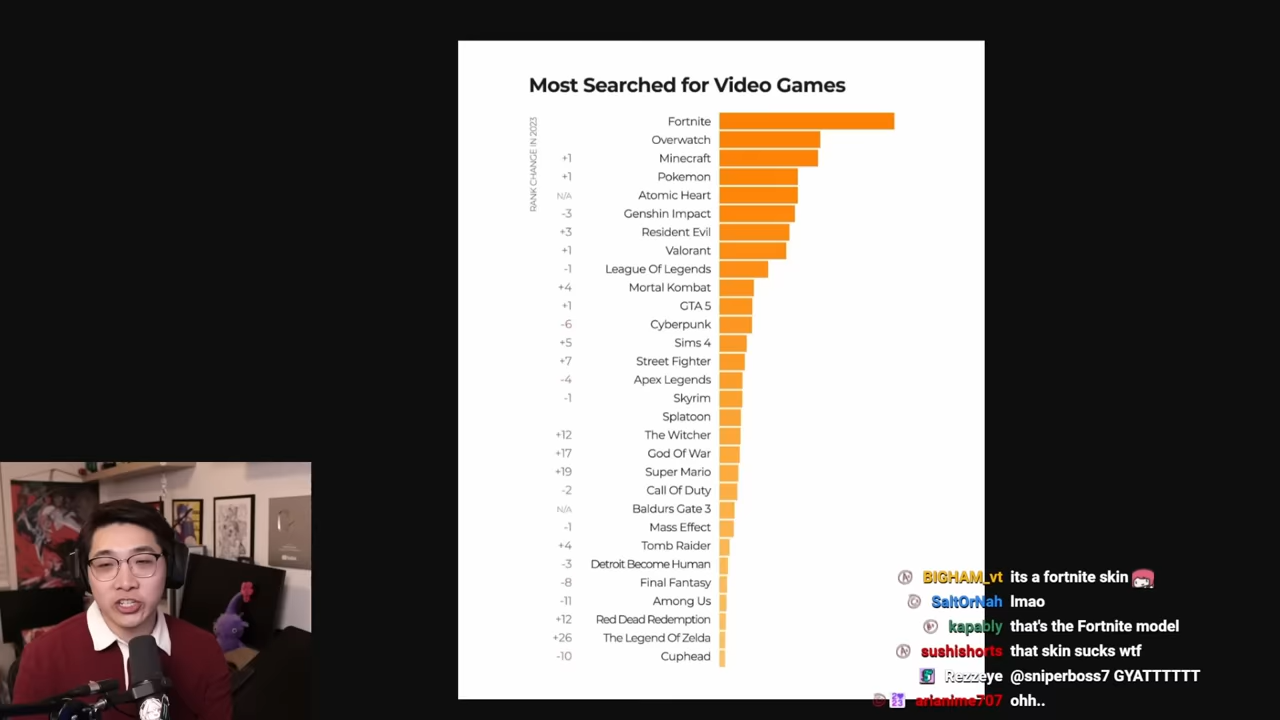 Most Searched for Video Games
RANK CHANGE IN 2023
Fortnite
Overwatch
+1 Minecraft
+1 Pokemon
N/A Atomic Heart
-3 Genshin Impact
+3 Resident Evil
+1 Valorant
-1 League Of Legends
+4 Mortal Kombat
+1 GTA 5
-6 Cyberpunk
+5 Sims 4
+7 Street Fighter
-4 Apex Legends
-1 Skyrim
Splatoon
+12 The Witcher
+17 God Of War
+19 Super Mario
-2 Call Of Duty
N/A Baldurs Gate 3
-1 Mass Effect
+4 Tomb Raider
-3 Detroit Become Human
-8 Final Fantasy
-11 Among Us
+12 Red Dead Redemption
+26 The Legend Of Zelda
-10 Cuphead
BIGHAM_vt its a fortnite skin
SaltOrNah lmao
kapably that's the Fortnite model
sushishorts that skin sucks wtf
Rezzeye @sniperboss7 GYATTTTTT
arianime707 ohh..